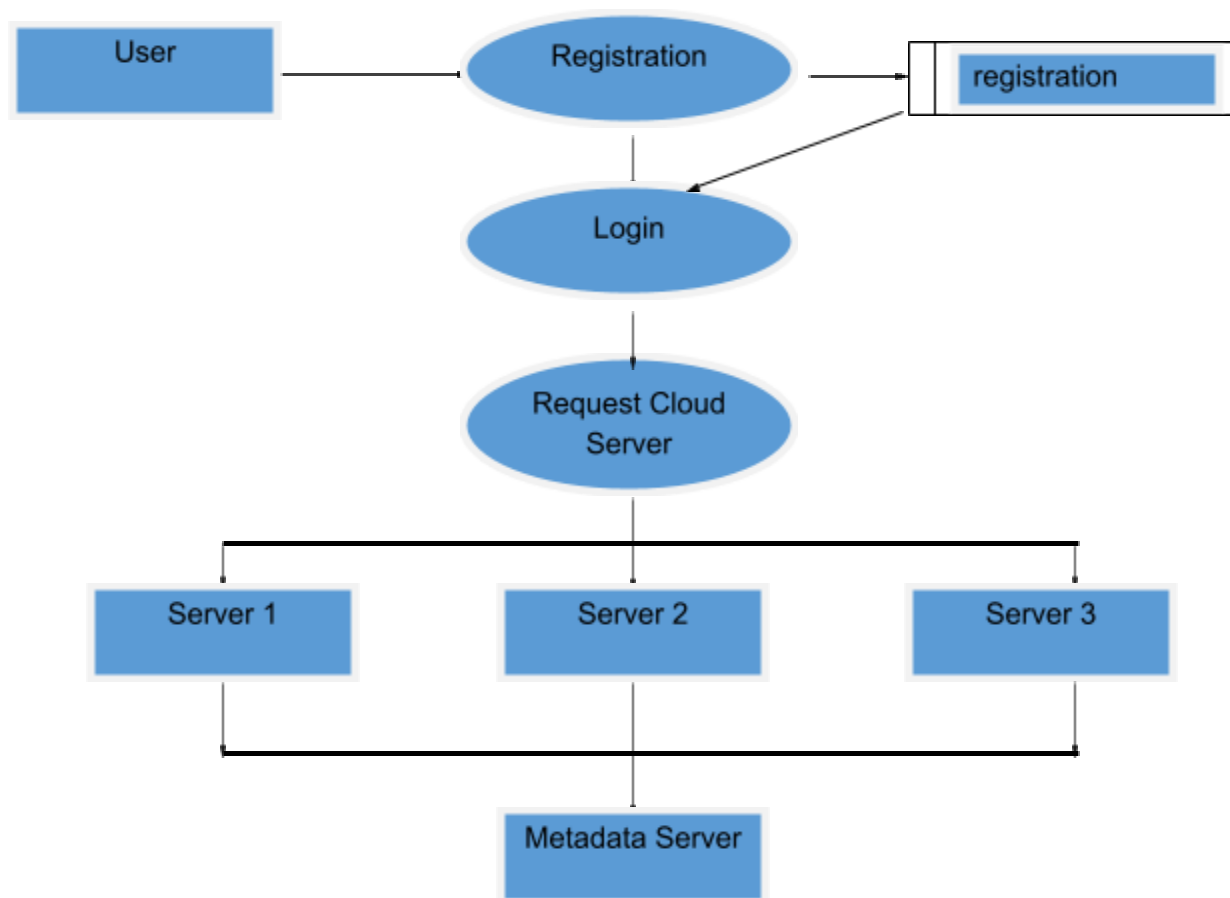 User
Registration
registration
Login
Request Cloud
Server
Server 1
Server 2
Server 3
Metadata Server